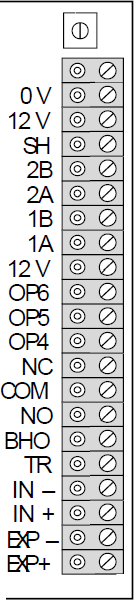 0 V
12 V
SH
2B
2A
1B
1A
12 V
OP6
OP5
OP4
NC
COM
NO
BHO
TR
IN –
IN +
EXP –
EXP+